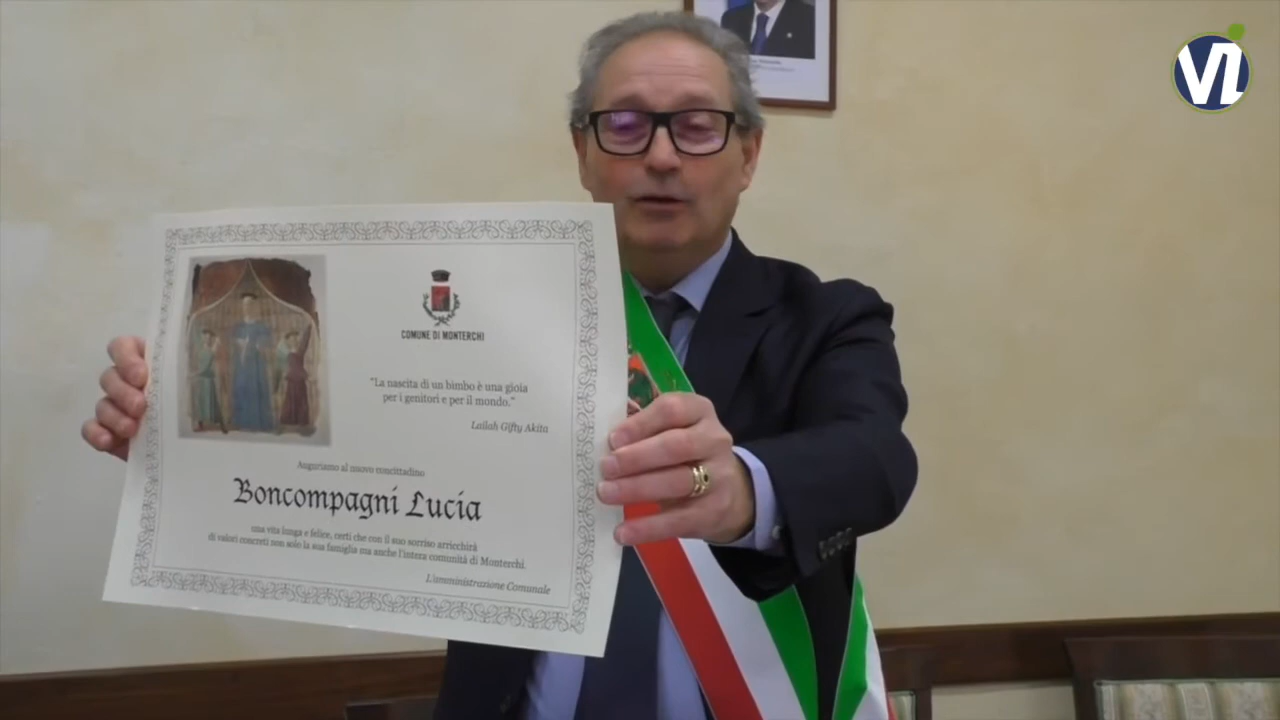 VL
COMUNE DI MONTERCHI
"La nascita di un bimbo è una gioia
per i genitori e per il mondo."
Lailah Gifty Akita
Auguriamo al nuovo concittadino
Boncompagni Lucia
una vita lunga e felice, certi che con il suo sorriso arricchirà
di valori concreti non solo la sua famiglia ma anche l'intera comunità di Monterchi.
L'amministrazione Comunale